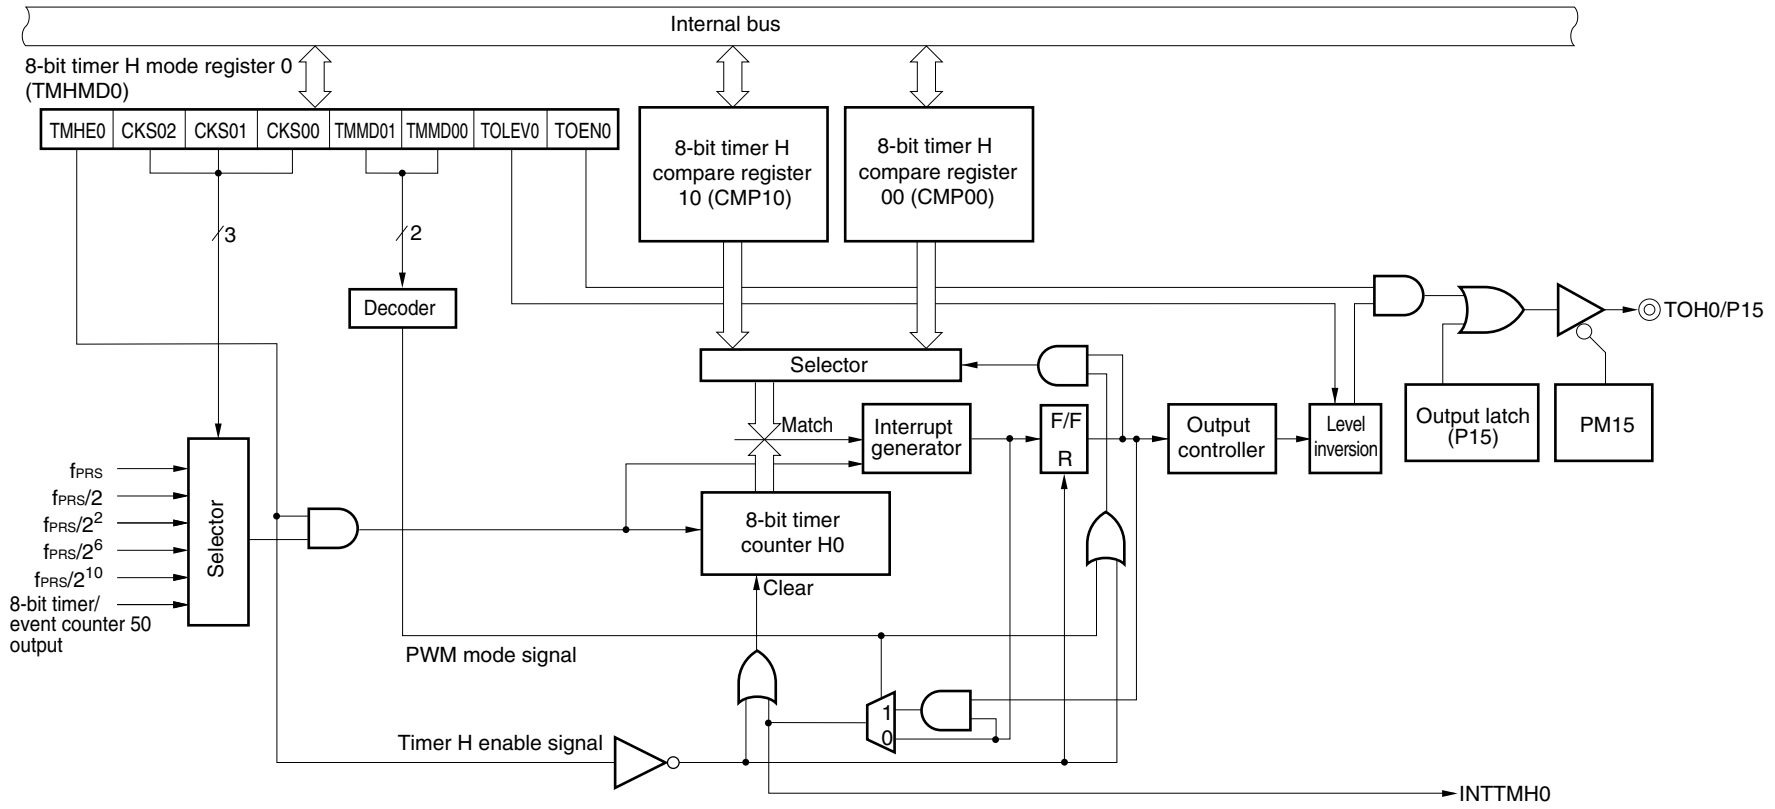 Internal bus
8-bit timer H mode register 0
(TMHMD0)
TMHE0 CKS02 CKS01 CKS00 TMMD01 TMMD00 TOLEV0 TOEN0
8-bit timer H
compare register
10 (CMP10)
8-bit timer H
compare register
00 (CMP00)
3
2
Decoder
TOH0/P15
Selector
Match
Interrupt
generator
F/F
R
Output
controller
Level
inversion
Output latch
(P15)
PM15
fPRS
fPRS/2
fPRS/2²
fPRS/2⁶
fPRS/2¹⁰
8-bit timer/
event counter 50
output
Selector
8-bit timer
counter H0
Clear
PWM mode signal
1
0
Timer H enable signal
INTTMH0